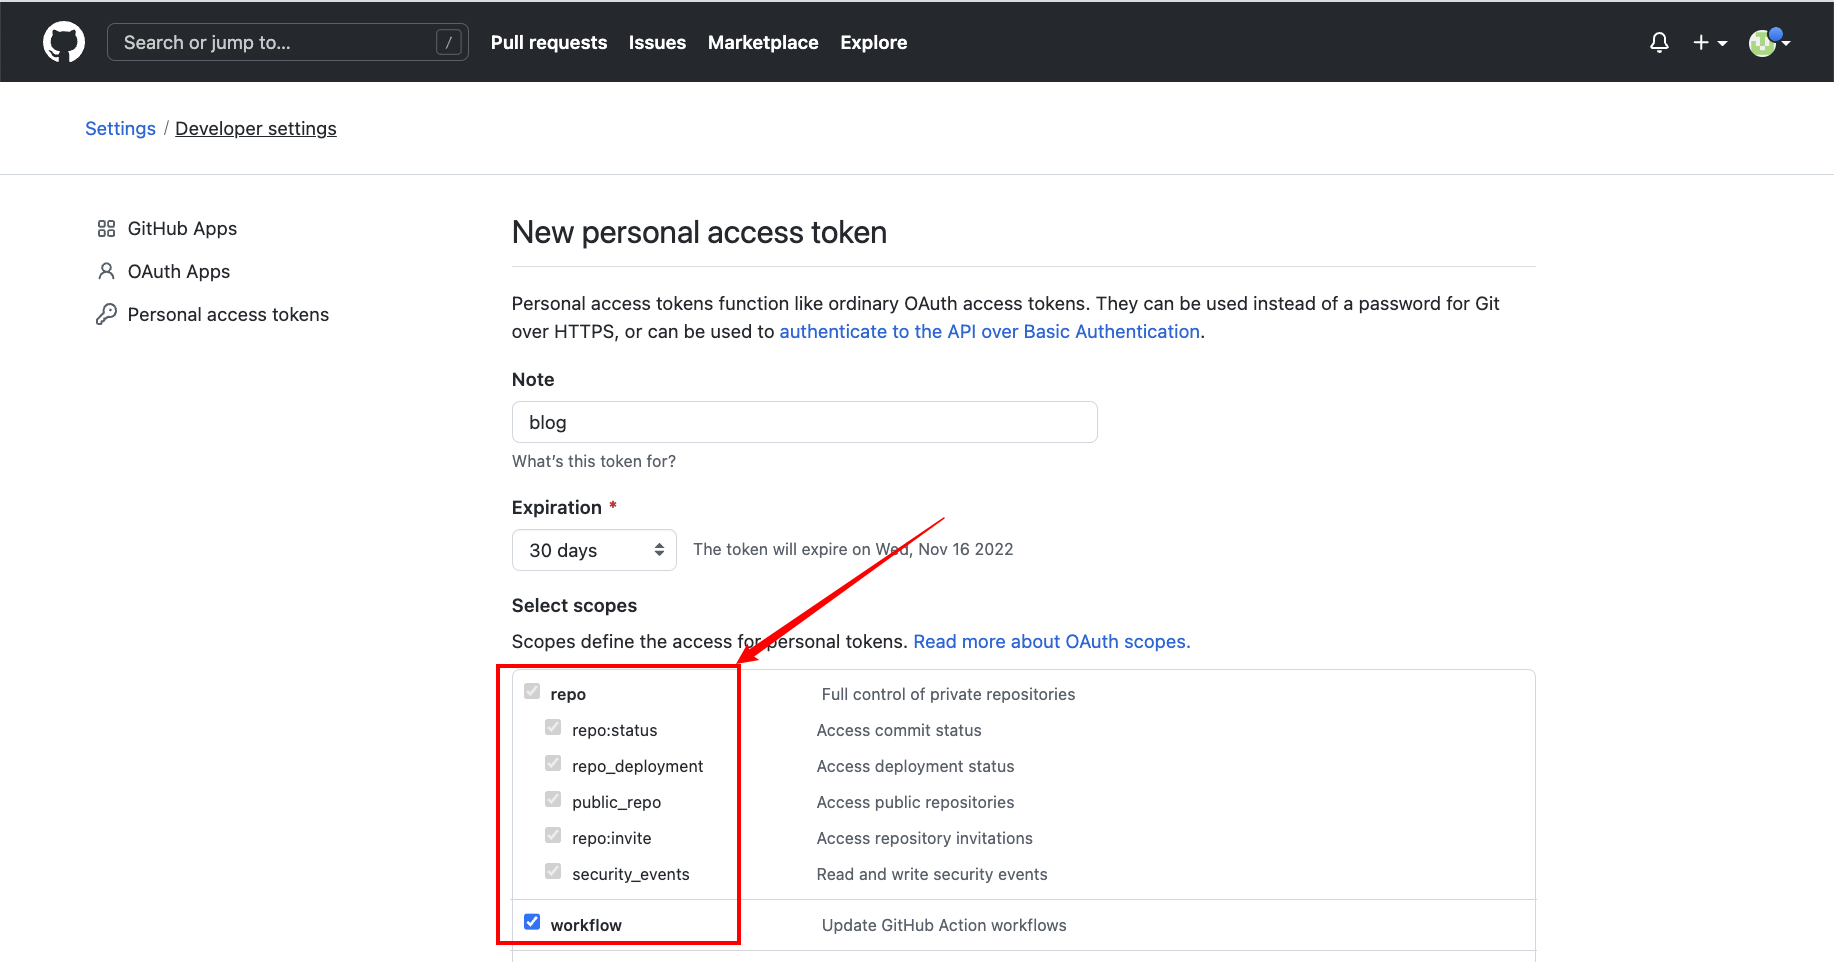 Search or jump to... / Pull requests Issues Marketplace Explore
Settings / Developer settings
GitHub Apps
OAuth Apps
Personal access tokens
New personal access token
Personal access tokens function like ordinary OAuth access tokens. They can be used instead of a password for Git
over HTTPS, or can be used to authenticate to the API over Basic Authentication.
Note
blog
What's this token for?
Expiration *
30 days The token will expire on Wed, Nov 16 2022
Select scopes
Scopes define the access for personal tokens. Read more about OAuth scopes.
repo Full control of private repositories
repo:status Access commit status
repo_deployment Access deployment status
public_repo Access public repositories
repo:invite Access repository invitations
security_events Read and write security events
workflow Update GitHub Action workflows